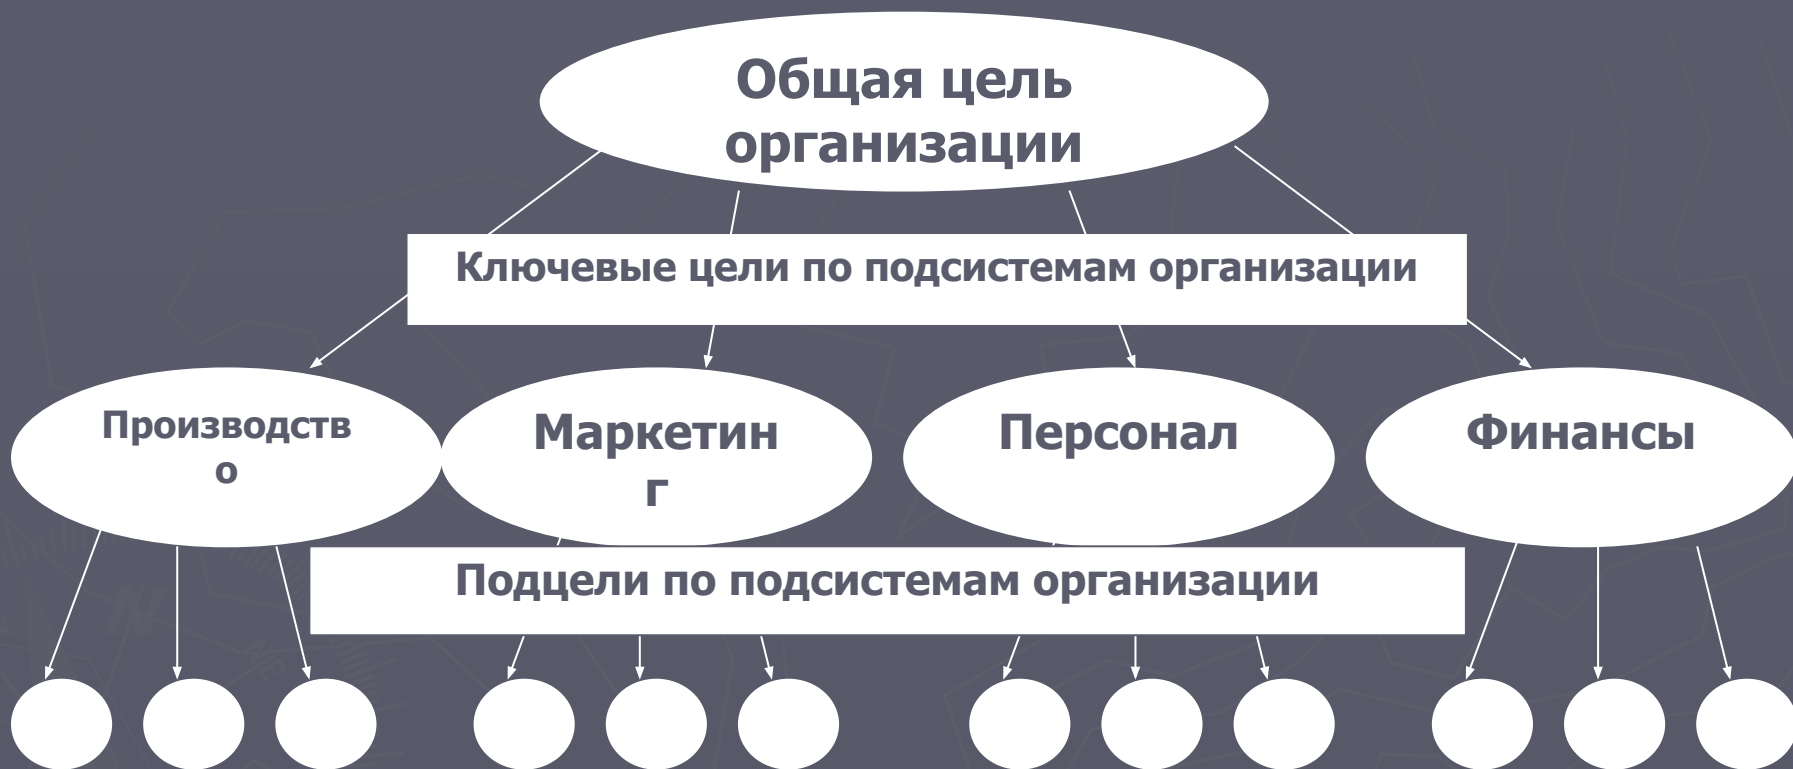 Общая цель
организации
Ключевые цели по подсистемам организации
Производств
о
Маркетин
г
Персонал
Финансы
Подцели по подсистемам организации